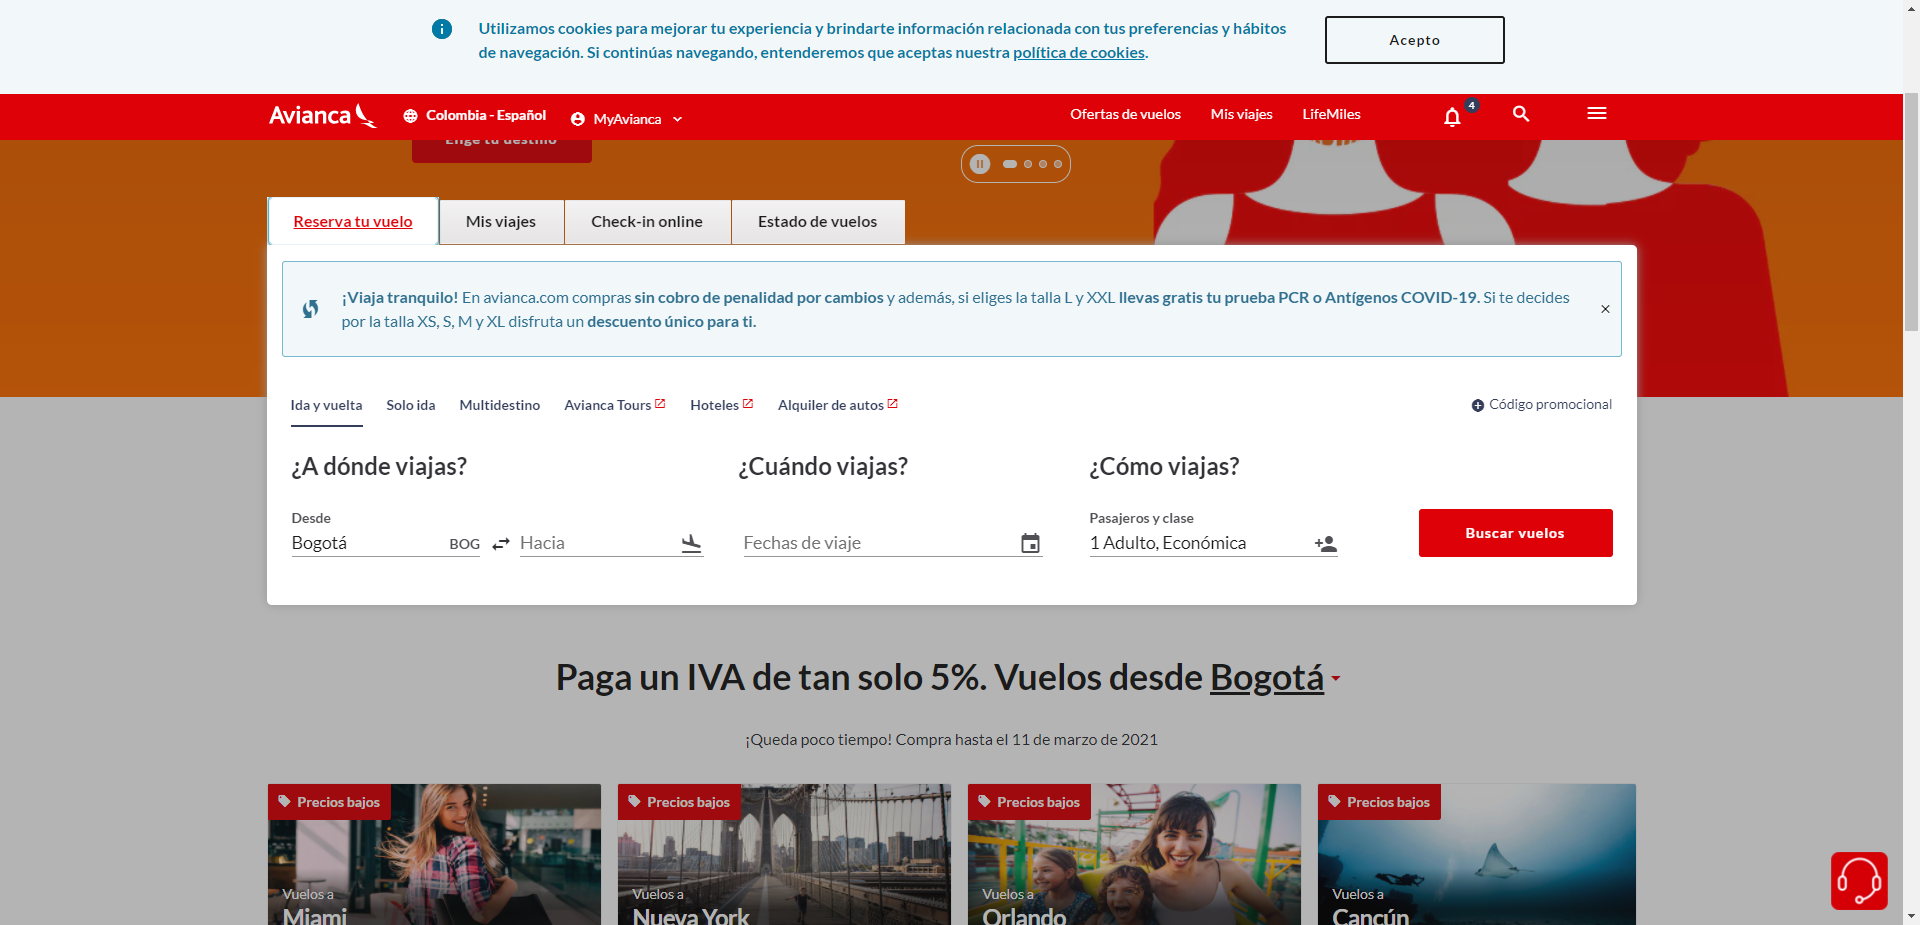 Utilizamos cookies para mejorar tu experiencia y brindarte información relacionada con tus preferencias y hábitos
de navegación. Si continúas navegando, entenderemos que aceptas nuestra política de cookies.
Acepto
Avianca
Colombia - Español
MyAvianca
Ofertas de vuelos
Mis viajes
LifeMiles
4
Elige tu destino
Reserva tu vuelo
Mis viajes
Check-in online
Estado de vuelos
¡Viaja tranquilo! En avianca.com compras sin cobro de penalidad por cambios y además, si eliges la talla L y XXL llevas gratis tu prueba PCR o Antígenos COVID-19. Si te decides
por la talla XS, S, M y XL disfruta un descuento único para ti.
Ida y vuelta
Solo ida
Multidestino
Avianca Tours
Hoteles
Alquiler de autos
Código promocional
¿A dónde viajas?
¿Cuándo viajas?
¿Cómo viajas?
Desde
Pasajeros y clase
Bogotá
BOG
Hacia
Fechas de viaje
1 Adulto, Económica
Buscar vuelos
Paga un IVA de tan solo 5%. Vuelos desde Bogotá
¡Queda poco tiempo! Compra hasta el 11 de marzo de 2021
Precios bajos
Precios bajos
Precios bajos
Precios bajos
Vuelos a
Miami
Vuelos a
Nueva York
Vuelos a
Orlando
Vuelos a
Cancún